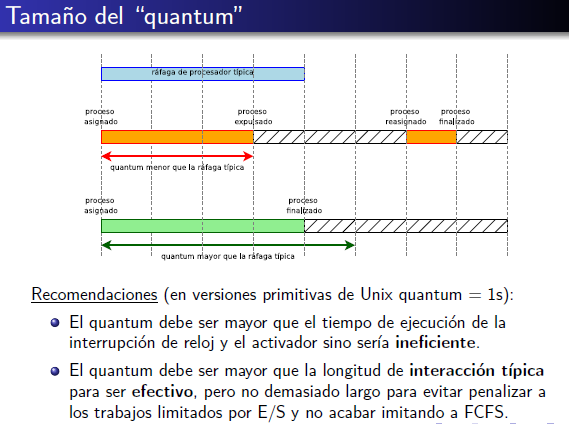 Tamaño del “quantum”
ráfaga de procesador típica
proceso asignado
proceso expulsado
proceso reasignado
proceso finalizado
quantum menor que la ráfaga típica
proceso asignado
proceso finalizado
quantum mayor que la ráfaga típica
Recomendaciones (en versiones primitivas de Unix quantum = 1s):
El quantum debe ser mayor que el tiempo de ejecución de la
interrupción de reloj y el activador sino sería ineficiente.
El quantum debe ser mayor que la longitud de interacción típica
para ser efectivo, pero no demasiado largo para evitar penalizar a
los trabajos limitados por E/S y no acabar imitando a FCFS.